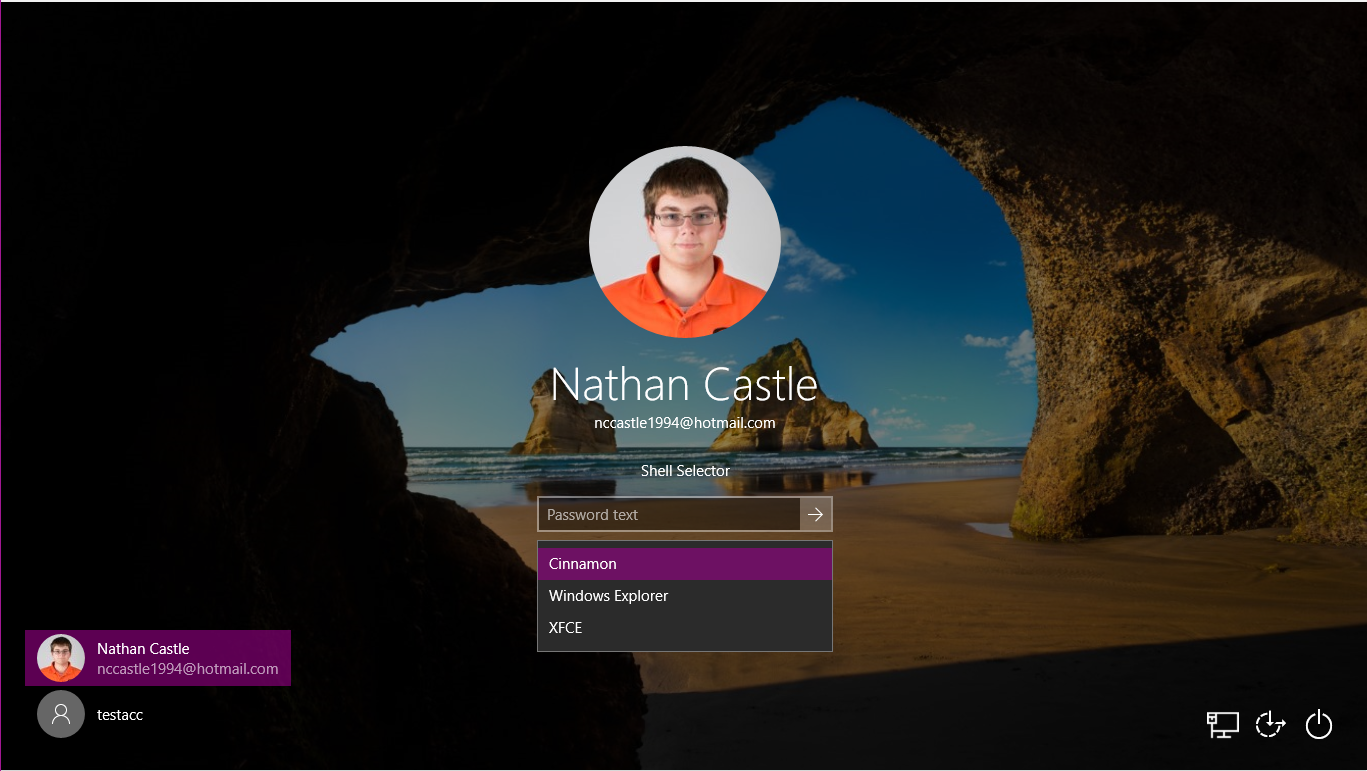 Nathan Castle
nccastle1994@hotmail.com
Shell Selector
Password text
Cinnamon
Windows Explorer
XFCE
Nathan Castle
nccastle1994@hotmail.com
testacc